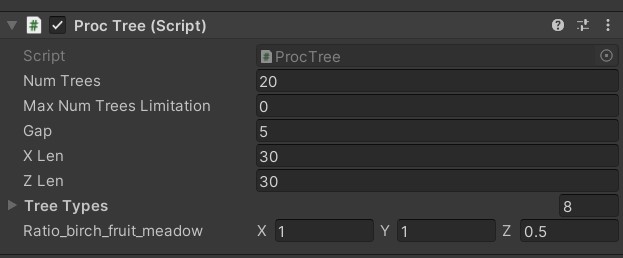 Proc Tree (Script)
Script ProcTree
Num Trees 20
Max Num Trees Limitation 0
Gap 5
X Len 30
Z Len 30
Tree Types 8
Ratio_birch_fruit_meadow X 1 Y 1 Z 0.5